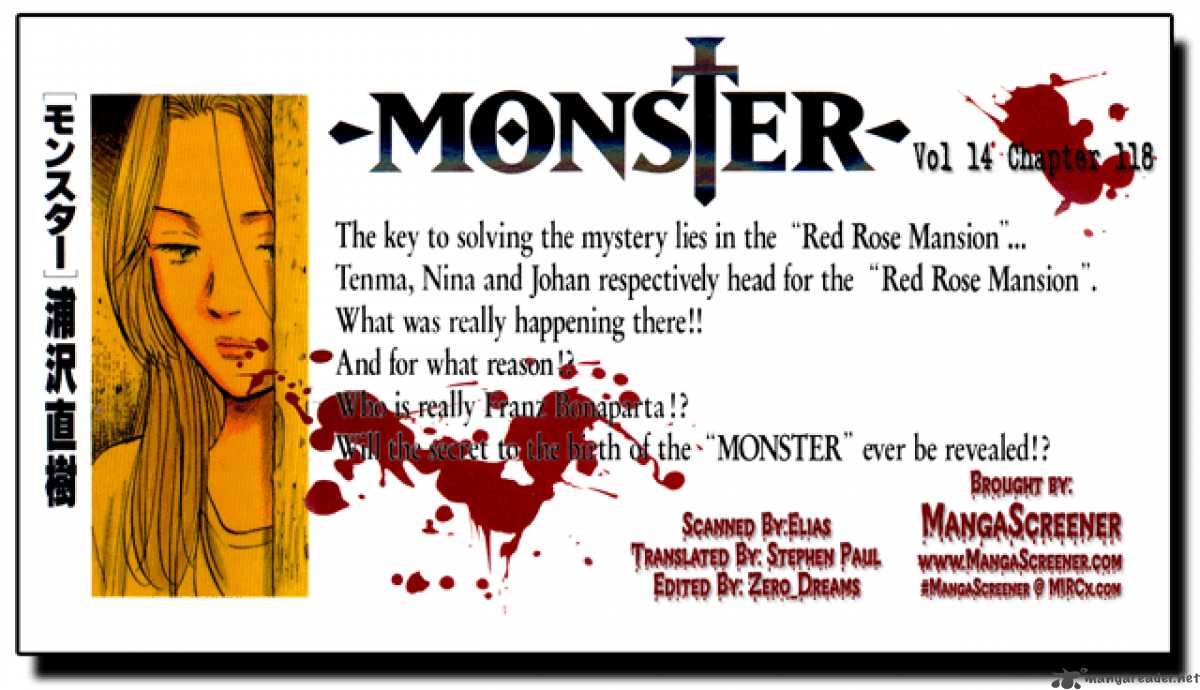 [モンスター]浦沢直樹
-MONSTER-
Vol 14 Chapter 118
The key to solving the mystery lies in the “Red Rose Mansion”...
Tenma, Nina and Johan respectively head for the “Red Rose Mansion”.
What was really happening there!!
And for what reason!?
Who is really Franz Bonaparta!?
Will the secret to the birth of the “MONSTER” ever be revealed!?
Brought by:
MangaScreener
www.MangaScreener.com
#MangaScreener @ MIRCx.com
Scanned By:Elias
Translated By: Stephen Paul
Edited By: Zero_Dreams
mangareader.net